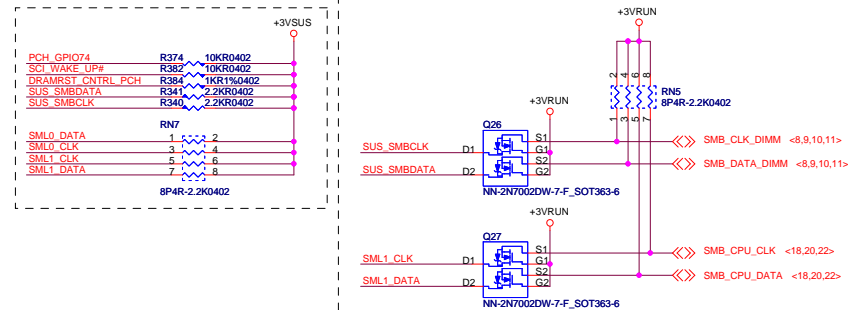 +3VSUS
PCH_GPIO74 R374 10KR0402
SCI_WAKE_UP# R382 10KR0402
DRAMRST_CNTRL_PCH R384 1KR1%0402
SUS_SMBDATA R341 2.2KR0402
SUS_SMBCLK R340 2.2KR0402
RN7
SML0_DATA 1 2
SML0_CLK 3 4
SML1_CLK 5 6
SML1_DATA 7 8
8P4R-2.2K0402
+3VRUN
2 4 6 8
RN5
8P4R-2.2K0402
1 3 5 7
+3VRUN
Q26
SUS_SMBCLK D1 S1 G1
SUS_SMBDATA D2 S2 G2
NN-2N7002DW-7-F_SOT363-6
SMB_CLK_DIMM <8,9,10,11>
SMB_DATA_DIMM <8,9,10,11>
+3VRUN
Q27
SML1_CLK D1 S1 G1
SML1_DATA D2 S2 G2
NN-2N7002DW-7-F_SOT363-6
SMB_CPU_CLK <18,20,22>
SMB_CPU_DATA <18,20,22>